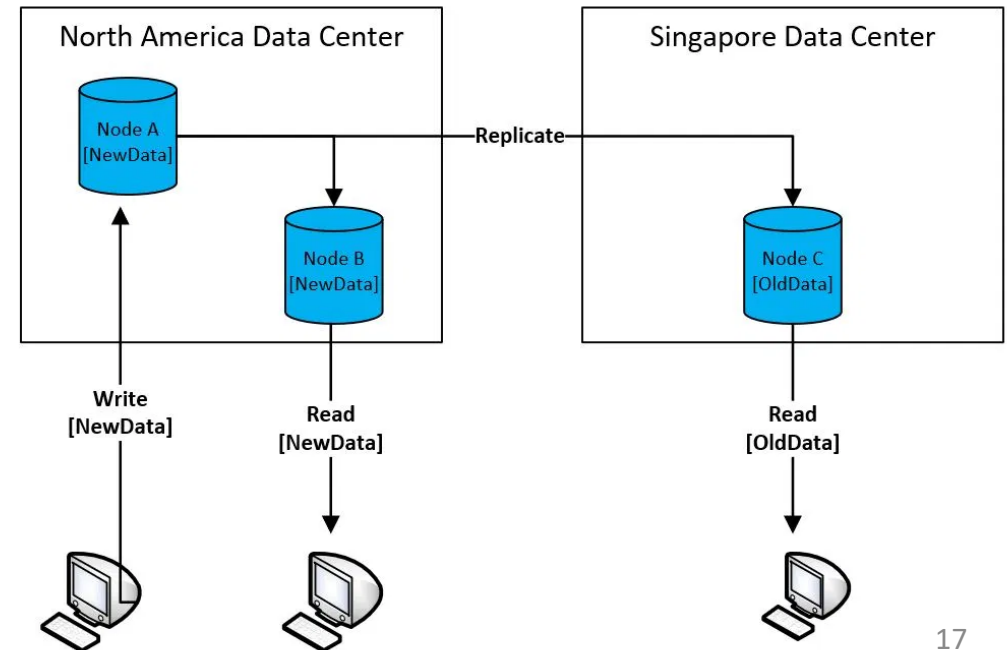 North America Data Center
Singapore Data Center
Node A
[NewData]
Replicate
Node B
[NewData]
Node C
[OldData]
Write
[NewData]
Read
[NewData]
Read
[OldData]
17